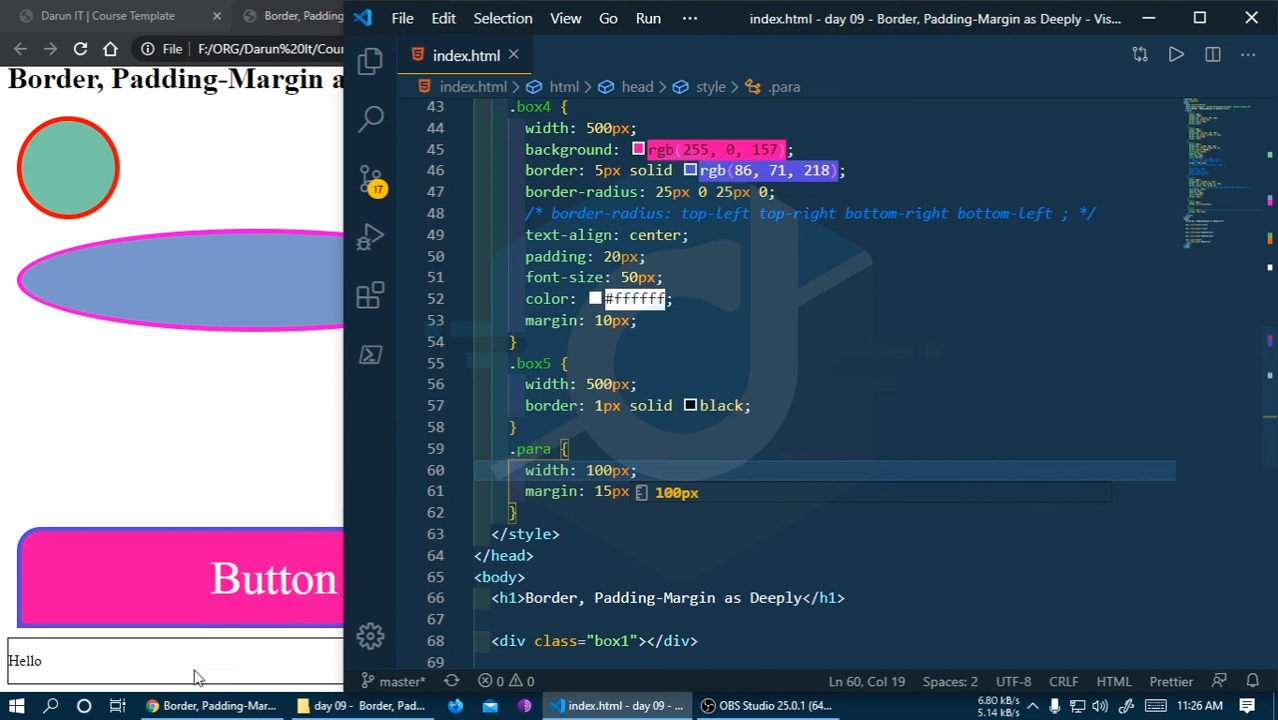 Darun IT | Course Template
Border, Padding
File F:/ORG/Darun%20It/Cour
Border, Padding-Margin a
Button
Hello
File Edit Selection View Go Run ··· index.html - day 09 - Border, Padding-Margin as Deeply - Vis...
index.html
index.html > html > head > style > .para
17
43 .box4 {
44 width: 500px;
45 background: rgb(255, 0, 157);
46 border: 5px solid rgb(86, 71, 218);
47 border-radius: 25px 0 25px 0;
48 /* border-radius: top-left top-right bottom-right bottom-left ; */
49 text-align: center;
50 padding: 20px;
51 font-size: 50px;
52 color: #ffffff;
53 margin: 10px;
54 }
55 .box5 {
56 width: 500px;
57 border: 1px solid black;
58 }
59 .para {
60 width: 100px;
61 margin: 15px 100px
62 }
63 </style>
64 </head>
65 <body>
66 <h1>Border, Padding-Margin as Deeply</h1>
67
68 <div class="box1"></div>
69
master* 0 0 Ln 60, Col 19 Spaces: 2 UTF-8 CRLF HTML Prettier
Border, Padding-Mar... day 09 - Border, Pad... index.html - day 09 - ... OBS Studio 25.0.1 (64... 6.80 kB/s
5.14 kB/s 11:26 AM